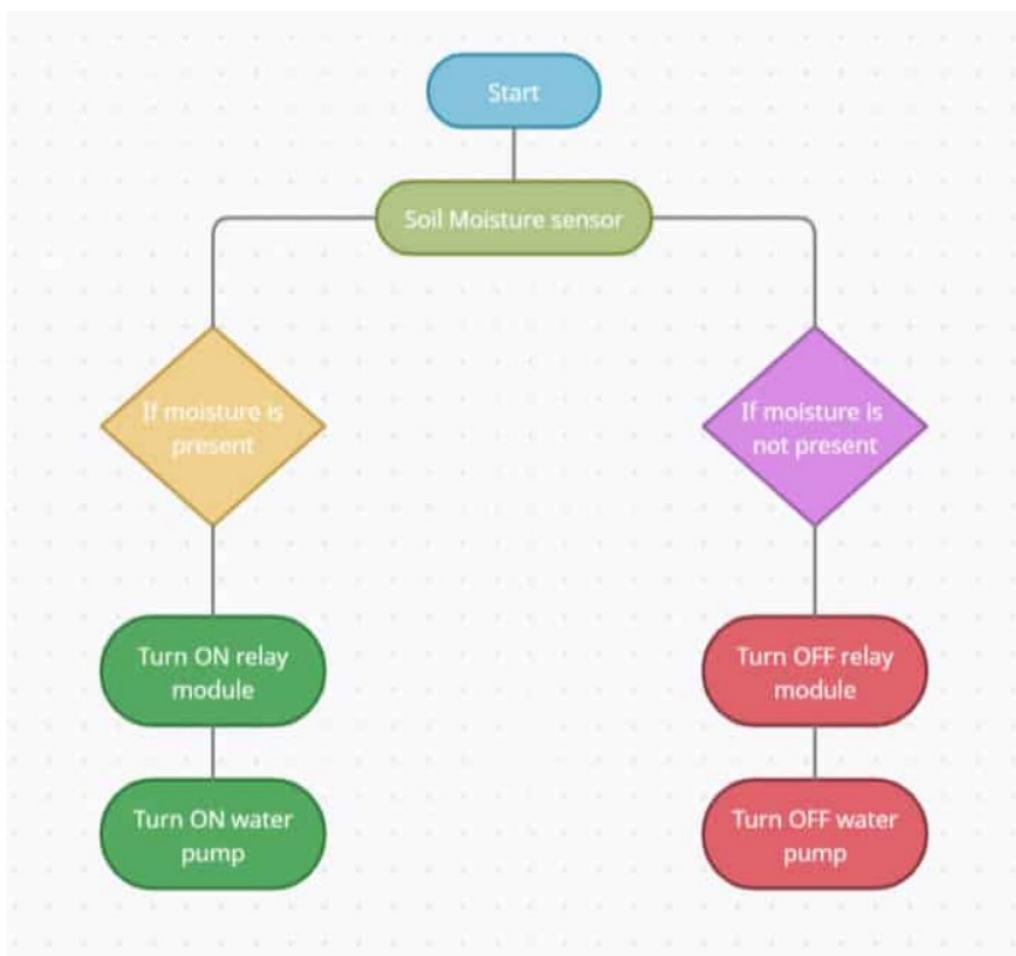 Start
Soil Moisture sensor
If moisture is
present
If moisture is
not present
Turn ON relay
module
Turn OFF relay
module
Turn ON water
pump
Turn OFF water
pump